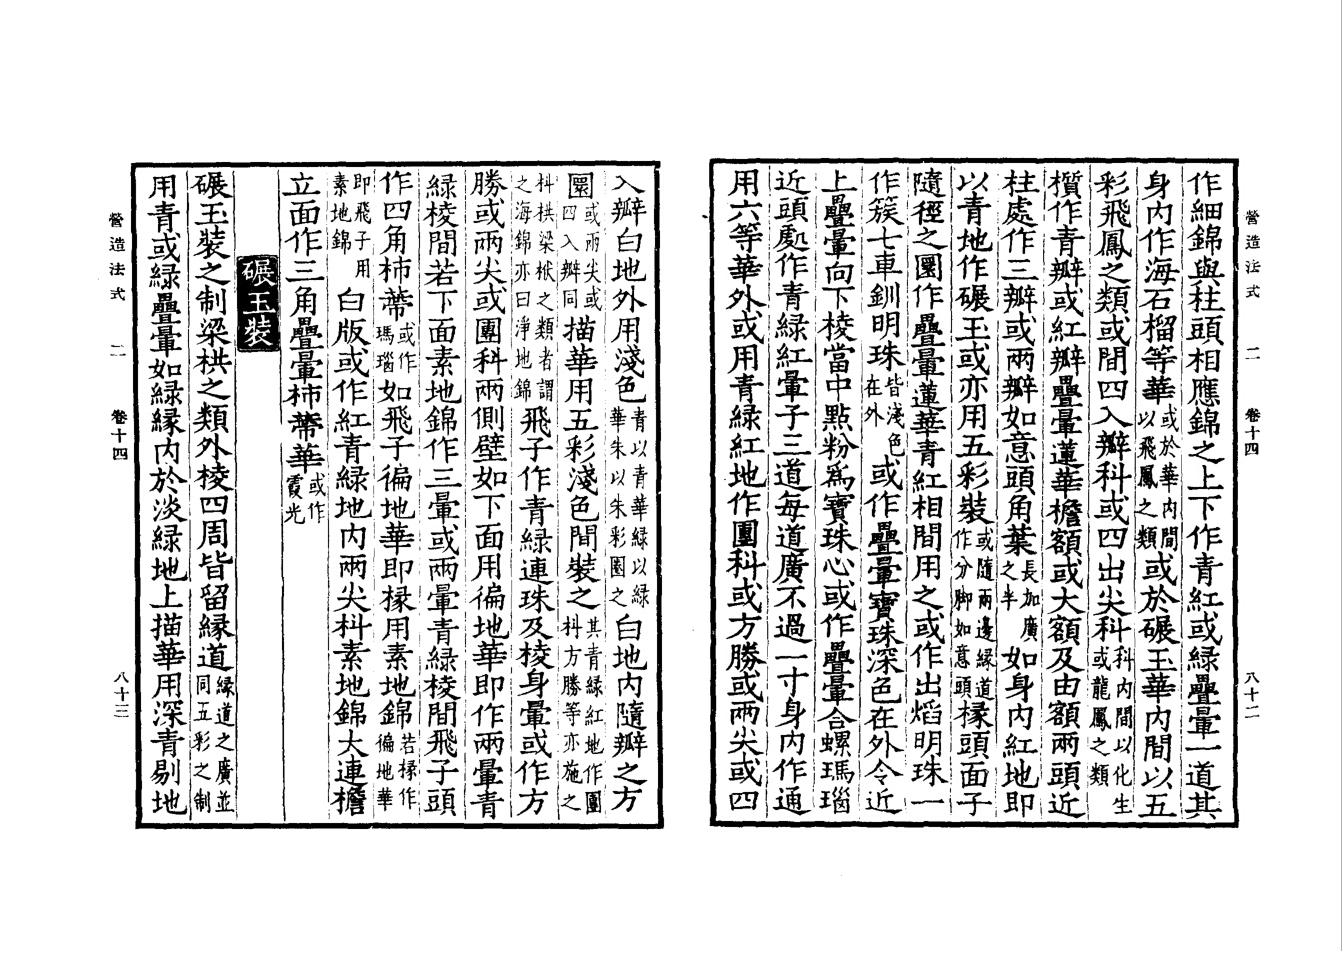 營造法式　二　卷十四　八十二
作細錦與柱頭相應錦之上下作青紅或綠疊暈一道其
身內作海石榴等華或於華內間以飛鳳之類或於碾玉華內間以五
彩飛鳳之類或間四入瓣科或四出尖科科內間以化生或龍鳳之類
櫍作青瓣或紅瓣疊暈蓮華檐額或大額及由額兩頭近
柱處作三瓣或兩瓣如意頭角葉長加廣之半如身內紅地即
以青地作碾玉或亦用五彩裝或隨兩邊緣道作分腳如意頭椽頭面子
隨徑之圜作疊暈蓮華青紅相間用之或作出焰明珠一
作簇七車釧明珠皆淺色在外或作疊暈寶珠深色在外令近
上疊暈向下棱當中點粉爲寶珠心或作疊暈合螺瑪瑙
近頭處作青綠紅暈子三道每道廣不過一寸身內作通
用六等華外或用青綠紅地作團科或方勝或兩尖或四
入瓣白地外用淺色青以青華綠以綠華朱以朱彩圈之白地內隨瓣之方
圜或兩尖或四入瓣同描華用五彩淺色間裝之其青綠紅地作團科方勝等亦施之
枓栱梁栿之類者謂之海錦亦曰淨地錦飛子作青綠連珠及棱身暈或作方
勝或兩尖或團科兩側壁如下面用徧地華即作兩暈青
綠棱間若下面素地錦作三暈或兩暈青綠棱間飛子頭
作四角柿蔕或作瑪瑙如飛子徧地華即椽用素地錦若椽作徧地華
即飛子用素地錦白版或作紅青綠地內兩尖科素地錦大連檐
立面作三角疊暈柿蔕華或作霞光
碾玉裝
碾玉裝之制梁栱之類外棱四周皆留緣道緣道之廣並同五彩之制
用青或綠疊暈如綠緣內於淡綠地上描華用深青剔地
營造法式　二　卷十四　八十三